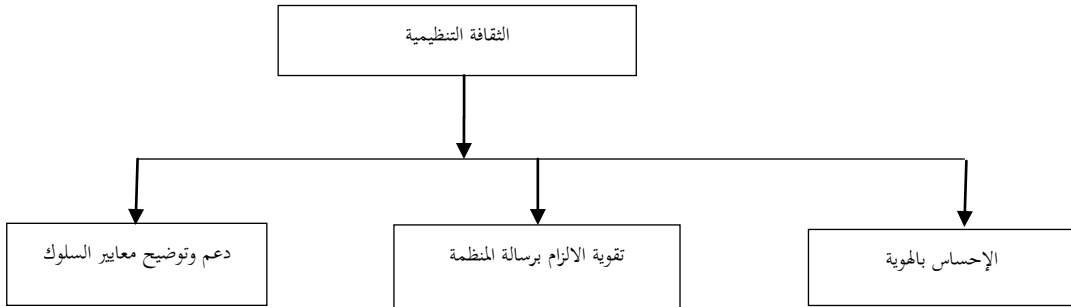 الثقافة التنظيمية
الإحساس بالهوية
تقوية الالزام برسالة المنظمة
دعم وتوضيح معايير السلوك